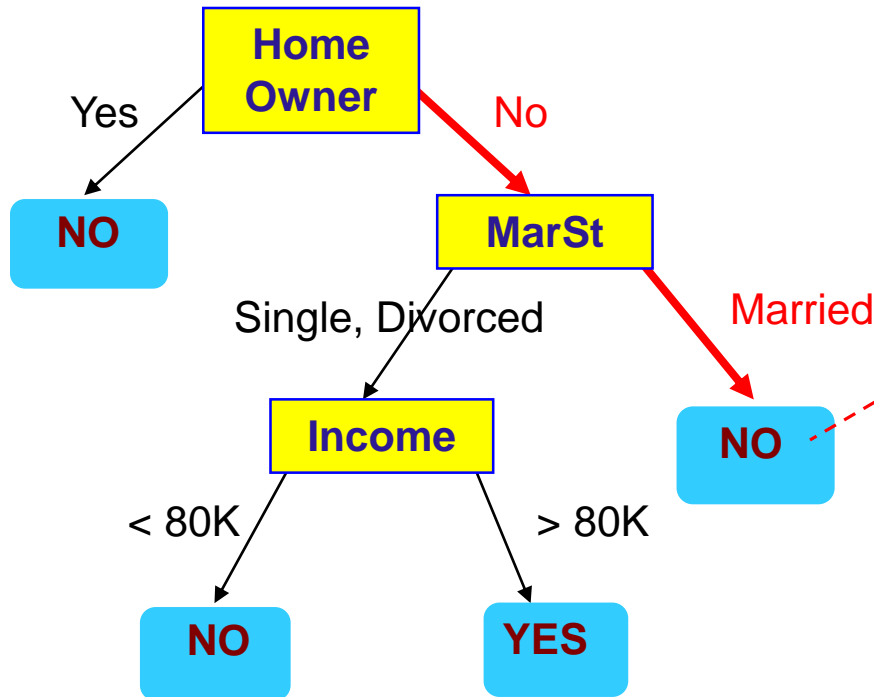 Home
Owner
Yes
No
NO
MarSt
Single, Divorced
Married
Income
NO
< 80K
> 80K
NO
YES